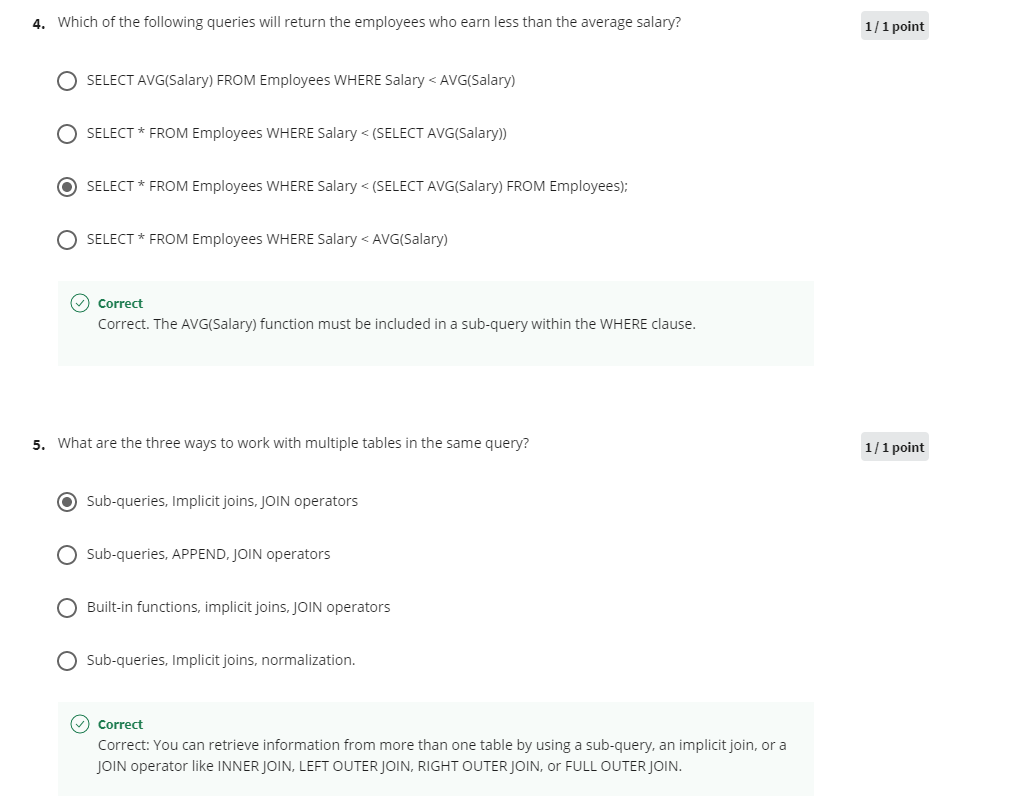 4. Which of the following queries will return the employees who earn less than the average salary?
1 / 1 point
SELECT AVG(Salary) FROM Employees WHERE Salary < AVG(Salary)
SELECT * FROM Employees WHERE Salary < (SELECT AVG(Salary))
SELECT * FROM Employees WHERE Salary < (SELECT AVG(Salary) FROM Employees);
SELECT * FROM Employees WHERE Salary < AVG(Salary)
Correct
Correct. The AVG(Salary) function must be included in a sub-query within the WHERE clause.
5. What are the three ways to work with multiple tables in the same query?
1 / 1 point
Sub-queries, Implicit joins, JOIN operators
Sub-queries, APPEND, JOIN operators
Built-in functions, implicit joins, JOIN operators
Sub-queries, Implicit joins, normalization.
Correct
Correct: You can retrieve information from more than one table by using a sub-query, an implicit join, or a
JOIN operator like INNER JOIN, LEFT OUTER JOIN, RIGHT OUTER JOIN, or FULL OUTER JOIN.